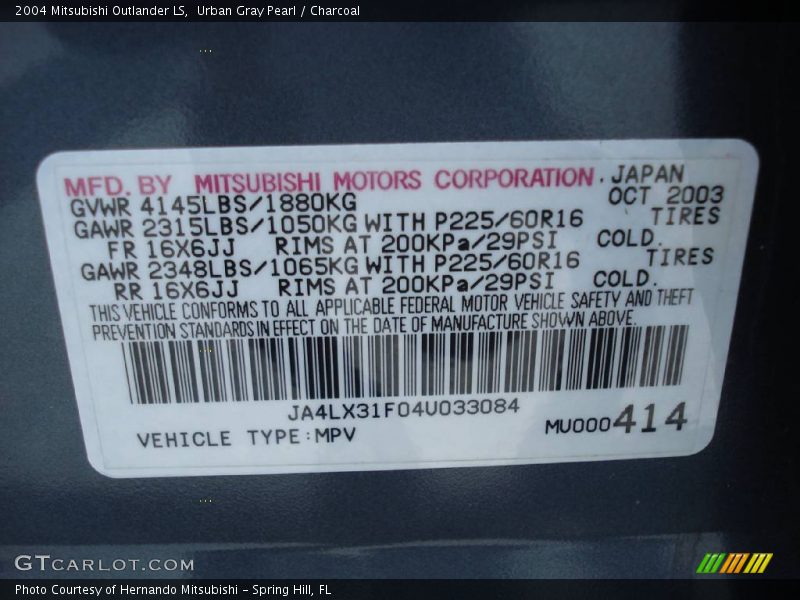 2004 Mitsubishi Outlander LS,  Urban Gray Pearl / Charcoal
MFD. BY MITSUBISHI MOTORS CORPORATION. JAPAN
GVWR 4145LBS/1880KG OCT 2003
GAWR 2315LBS/1050KG WITH P225/60R16 TIRES
FR 16X6JJ RIMS AT 200KPa/29PSI COLD.
GAWR 2348LBS/1065KG WITH P225/60R16 TIRES
RR 16X6JJ RIMS AT 200KPa/29PSI COLD.
THIS VEHICLE CONFORMS TO ALL APPLICABLE FEDERAL MOTOR VEHICLE SAFETY AND THEFT
PREVENTION STANDARDS IN EFFECT ON THE DATE OF MANUFACTURE SHOWN ABOVE.
JA4LX31F04U033084
VEHICLE TYPE:MPV MU000414
GTCARLOT.COM
Photo Courtesy of Hernando Mitsubishi - Spring Hill, FL